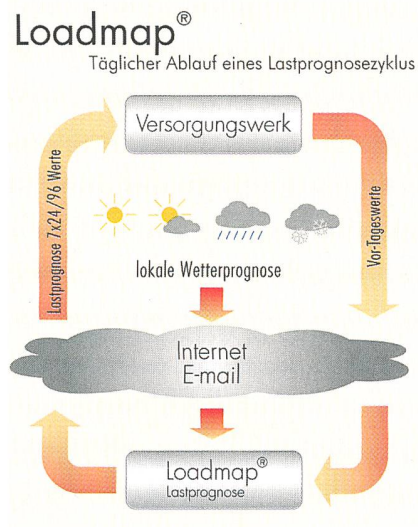 Loadmap®
Täglicher Ablauf eines Lastprognosezyklus
Versorgungswerk
Lastprognose 7x24/96 Werte
Vor-Tageswerte
lokale Wetterprognose
Internet
E-mail
Loadmap®
Lastprognose